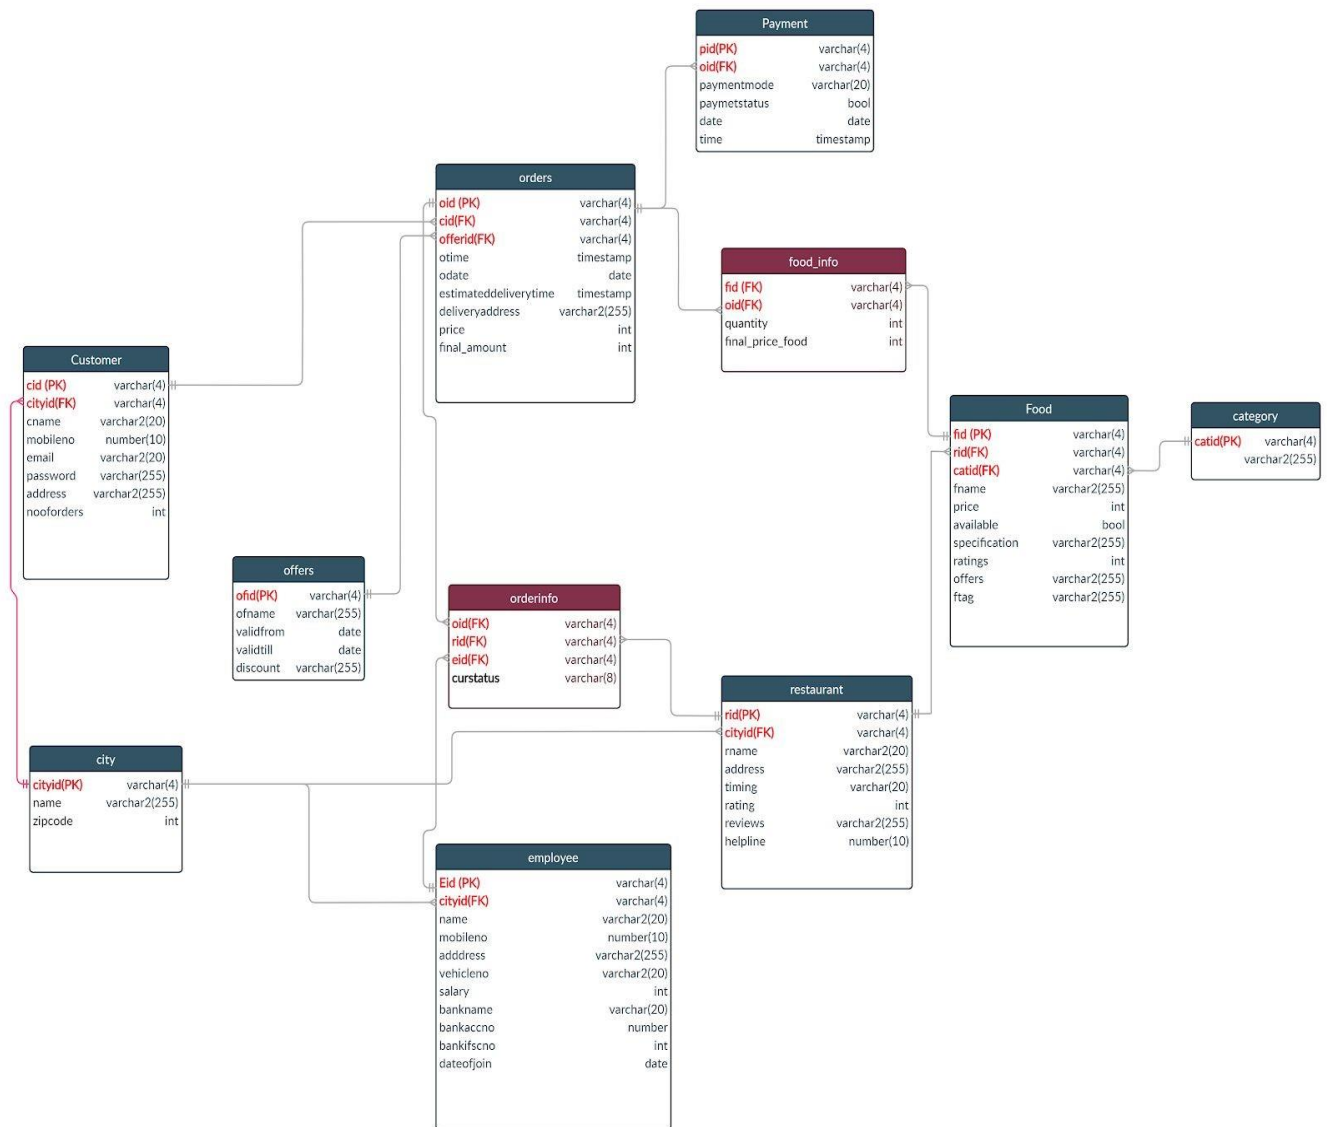 Payment
pid(PK) varchar(4)
oid(FK) varchar(4)
paymentmode varchar(20)
paymetstatus bool
date date
time timestamp
orders
oid (PK) varchar(4)
cid(FK) varchar(4)
offerid(FK) varchar(4)
otime timestamp
odate date
estimateddeliverytime timestamp
deliveryaddress varchar2(255)
price int
final_amount int
food_info
fid (FK) varchar(4)
oid(FK) varchar(4)
quantity int
final_price_food int
Customer
cid (PK) varchar(4)
cityid(FK) varchar(4)
cname varchar2(20)
mobileno number(10)
email varchar2(20)
password varchar(255)
address varchar2(255)
nooforders int
Food
fid (PK) varchar(4)
rid(FK) varchar(4)
catid(FK) varchar(4)
fname varchar2(255)
price int
available bool
specification varchar2(255)
ratings int
offers varchar2(255)
ftag varchar2(255)
category
catid(PK) varchar(4)
varchar2(255)
offers
ofid(PK) varchar(4)
ofname varchar(255)
validfrom date
validtill date
discount varchar(255)
orderinfo
oid(FK) varchar(4)
rid(FK) varchar(4)
eid(FK) varchar(4)
curstatus varchar(8)
restaurant
rid(PK) varchar(4)
cityid(FK) varchar(4)
rname varchar2(20)
address varchar2(255)
timing varchar(20)
rating int
reviews varchar2(255)
helpline number(10)
city
cityid(PK) varchar(4)
name varchar2(255)
zipcode int
employee
Eid (PK) varchar(4)
cityid(FK) varchar(4)
name varchar2(20)
mobileno number(10)
adddress varchar2(255)
vehicleno varchar2(20)
salary int
bankname varchar(20)
bankaccno number
bankifscno int
dateofjoin date